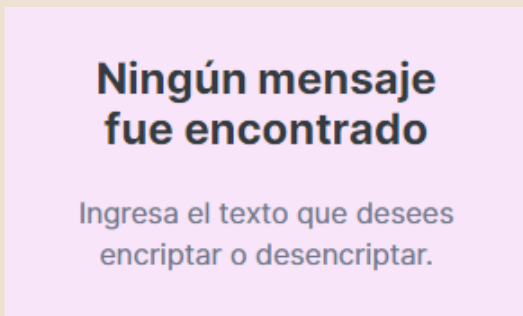 Ningún mensaje
fue encontrado
Ingresa el texto que desees
encriptar o desencriptar.